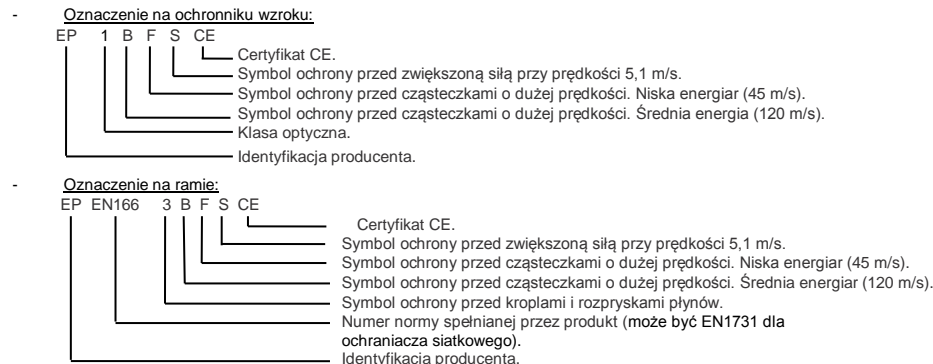 - Oznaczenie na ochronniku wzroku:
EP 1 B F S CE
Certyfikat CE.
Symbol ochrony przed zwiększoną siłą przy prędkości 5,1 m/s.
Symbol ochrony przed cząsteczkami o dużej prędkości. Niska energiar (45 m/s).
Symbol ochrony przed cząsteczkami o dużej prędkości. Średnia energia (120 m/s).
Klasa optyczna.
Identyfikacja producenta.
- Oznaczenie na ramie:
EP EN166 3 B F S CE
Certyfikat CE.
Symbol ochrony przed zwiększoną siłą przy prędkości 5,1 m/s.
Symbol ochrony przed cząsteczkami o dużej prędkości. Niska energiar (45 m/s).
Symbol ochrony przed cząsteczkami o dużej prędkości. Średnia energiar (120 m/s).
Symbol ochrony przed kroplami i rozpryskami płynów.
Numer normy spełnianej przez produkt (może być EN1731 dla
ochraniacza siatkowego).
Identyfikacja producenta.